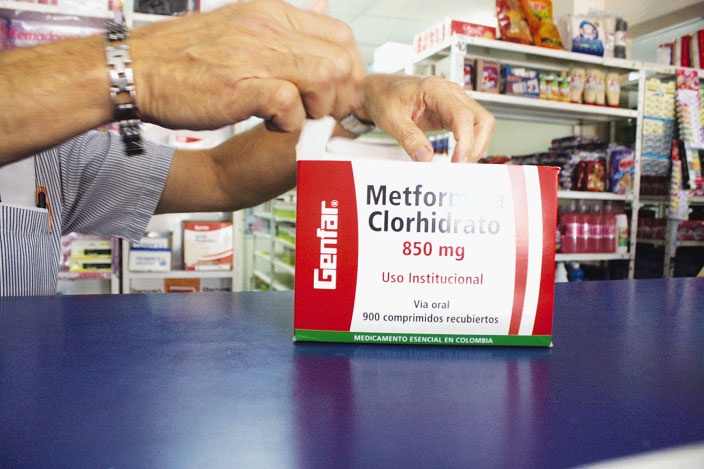 Genfar®
Metformina
Clorhidrato
850 mg
Uso Institucional
Vía oral
900 comprimidos recubiertos
MEDICAMENTO ESENCIAL EN COLOMBIA